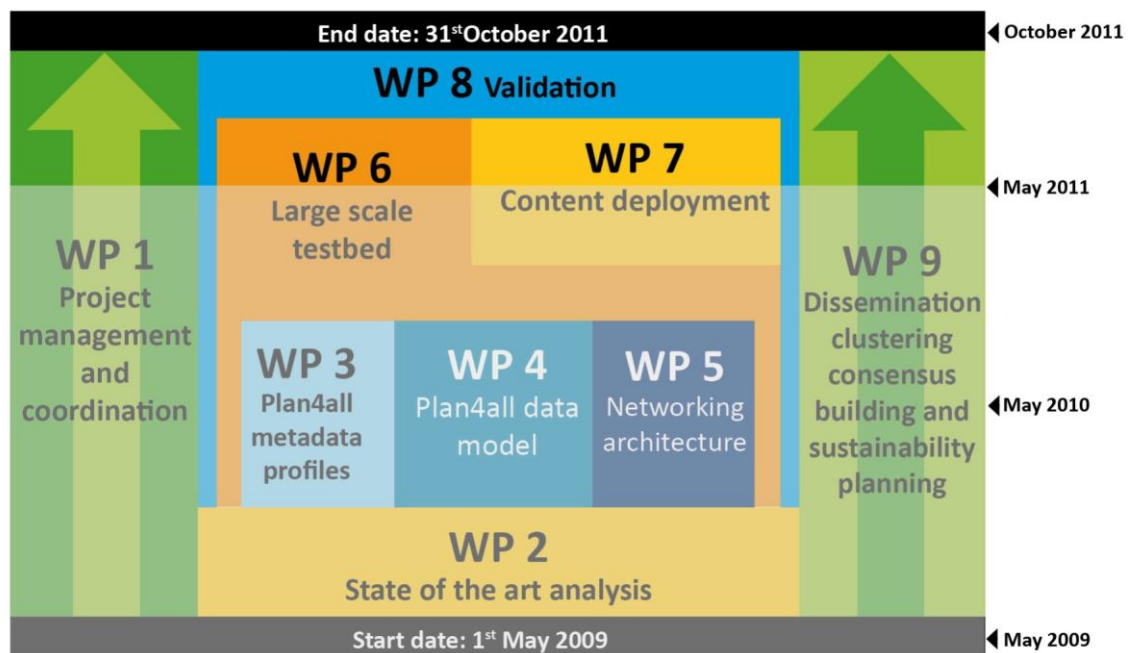 End date: 31stOctober 2011
October 2011
WP 8 Validation
WP 6
Large scale
testbed
WP 7
Content deployment
May 2011
WP 1
Project
management
and
coordination
WP 9
Dissemination
clustering
consensus
building and
sustainability
planning
WP 3
Plan4all
metadata
profiles
WP 4
Plan4all data
model
WP 5
Networking
architecture
May 2010
WP 2
State of the art analysis
Start date: 1st May 2009
May 2009